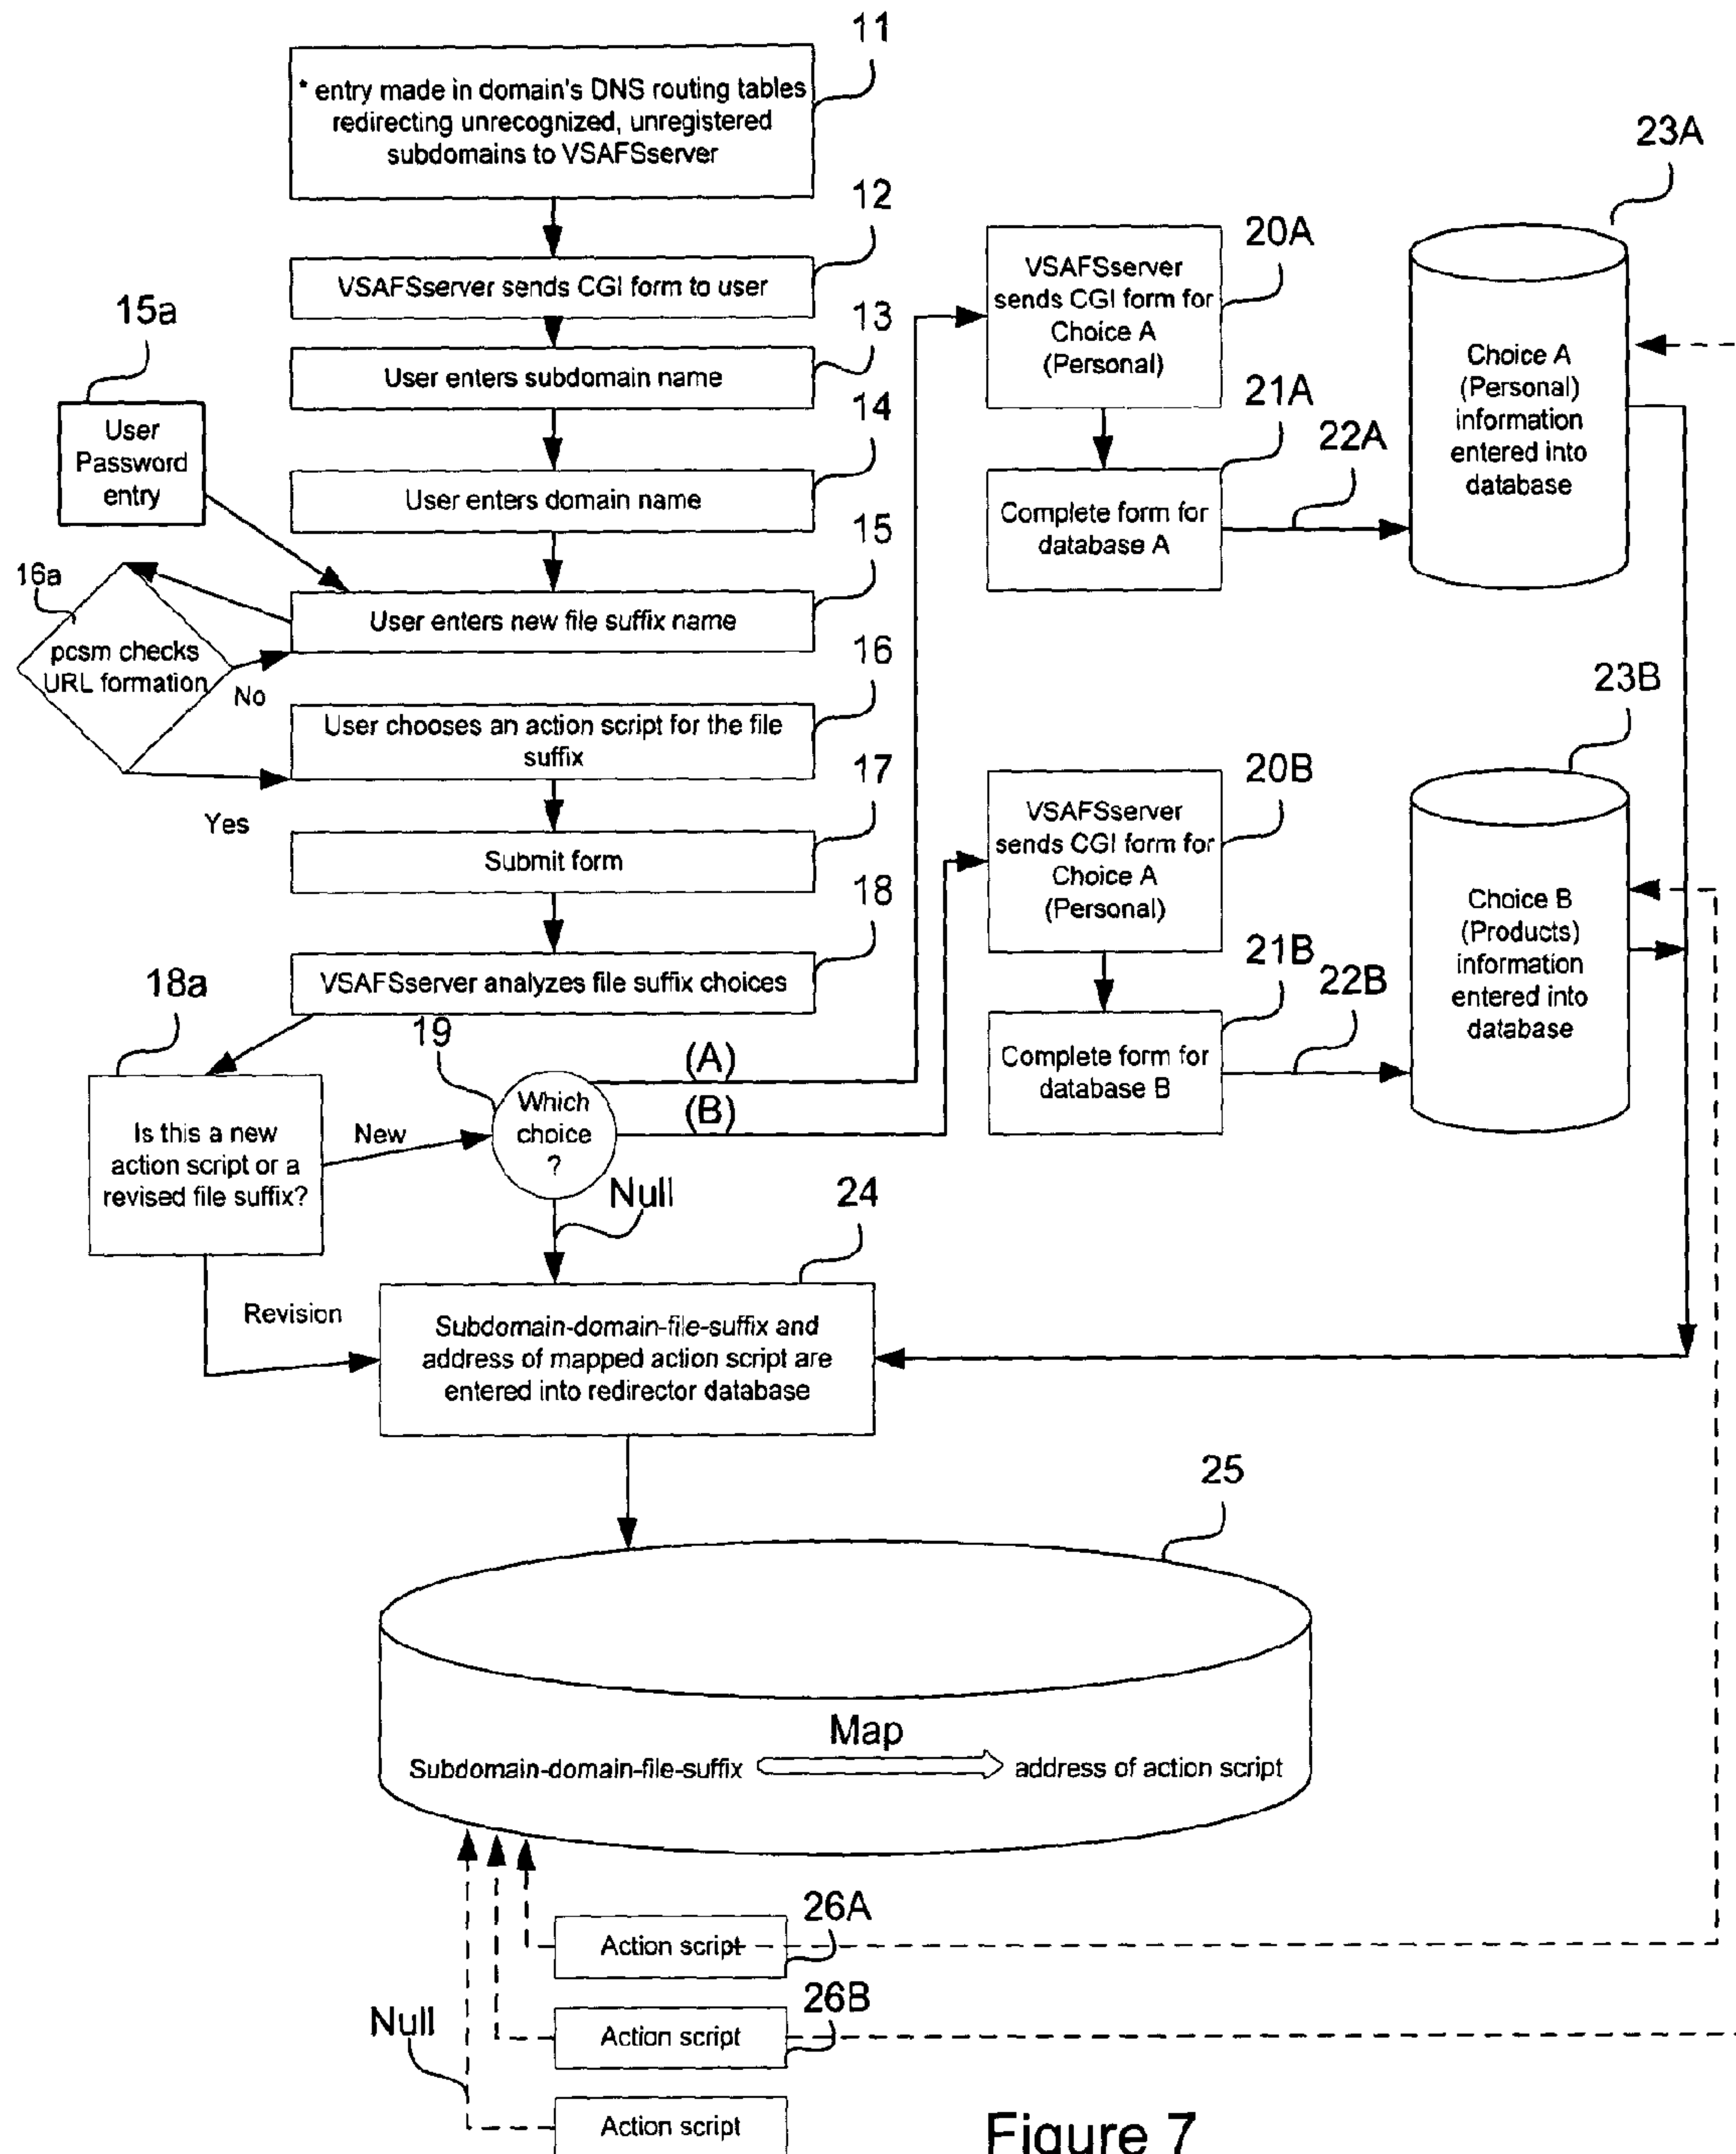 11
* entry made in domain's DNS routing tables
redirecting unrecognized, unregistered
subdomains to VSAFSserver
12
VSAFSserver sends CGI form to user
13
User enters subdomain name
14
User enters domain name
15a
User
Password
entry
15
User enters new file suffix name
16a
pcsm checks
URL formation
No
Yes
16
User chooses an action script for the file
suffix
17
Submit form
18
VSAFSserver analyzes file suffix choices
18a
Is this a new
action script or a
revised file suffix?
New
Revision
19
Which
choice
?
(A)
(B)
Null
20A
VSAFSserver
sends CGI form for
Choice A
(Personal)
21A
Complete form for
database A
22A
23A
Choice A
(Personal)
information
entered into
database
20B
VSAFSserver
sends CGI form for
Choice A
(Personal)
21B
Complete form for
database B
22B
23B
Choice B
(Products)
information
entered into
database
24
Subdomain-domain-file-suffix and
address of mapped action script are
entered into redirector database
25
Map
Subdomain-domain-file-suffix
address of action script
26A
Action script
26B
Action script
Null
Action script
Figure 7